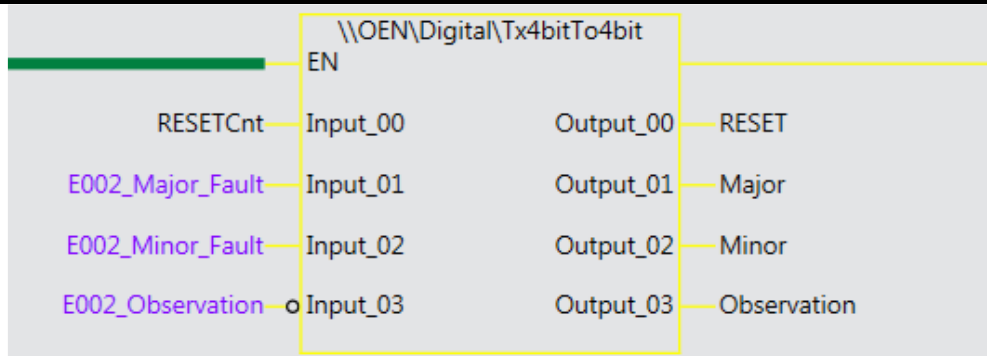 \\OEN\Digital\Tx4bitTo4bit
EN
RESETCnt Input_00 Output_00 RESET
E002_Major_Fault Input_01 Output_01 Major
E002_Minor_Fault Input_02 Output_02 Minor
E002_Observation Input_03 Output_03 Observation